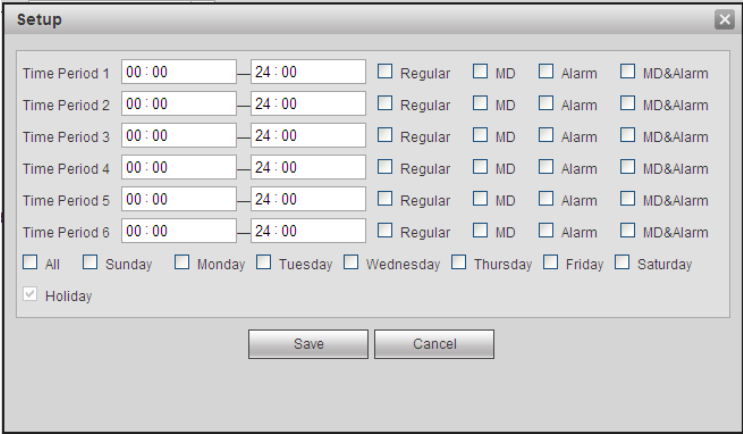 Setup
Time Period 1 00:00 — 24:00 Regular MD Alarm MD&Alarm
Time Period 2 00:00 — 24:00 Regular MD Alarm MD&Alarm
Time Period 3 00:00 — 24:00 Regular MD Alarm MD&Alarm
Time Period 4 00:00 — 24:00 Regular MD Alarm MD&Alarm
Time Period 5 00:00 — 24:00 Regular MD Alarm MD&Alarm
Time Period 6 00:00 — 24:00 Regular MD Alarm MD&Alarm
All Sunday Monday Tuesday Wednesday Thursday Friday Saturday
Holiday
Save Cancel